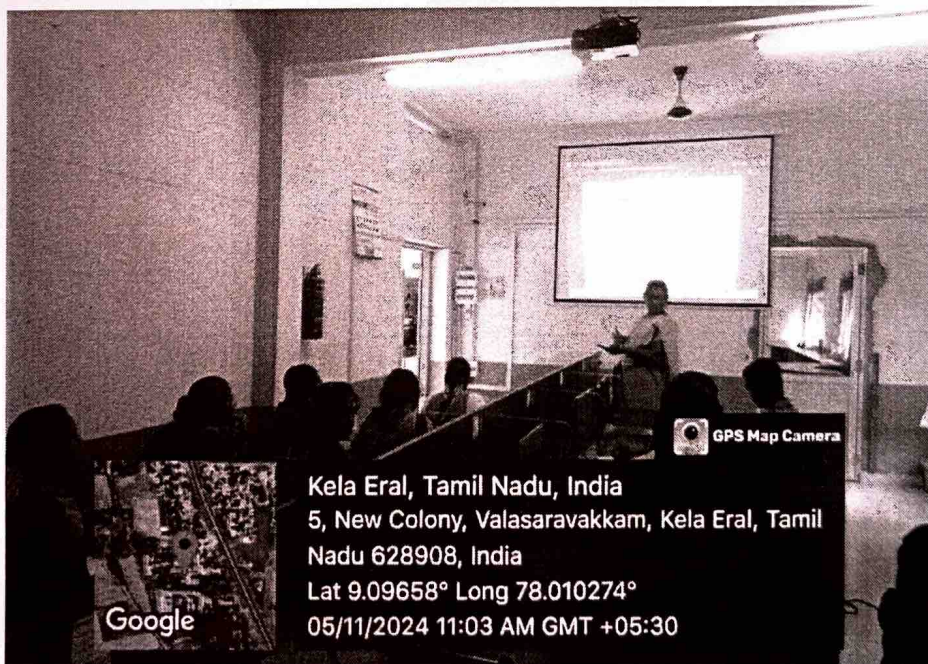 GPS Map Camera
Kela Eral, Tamil Nadu, India
5, New Colony, Valasaravakkam, Kela Eral, Tamil
Nadu 628908, India
Lat 9.09658° Long 78.010274°
05/11/2024 11:03 AM GMT +05:30
Google